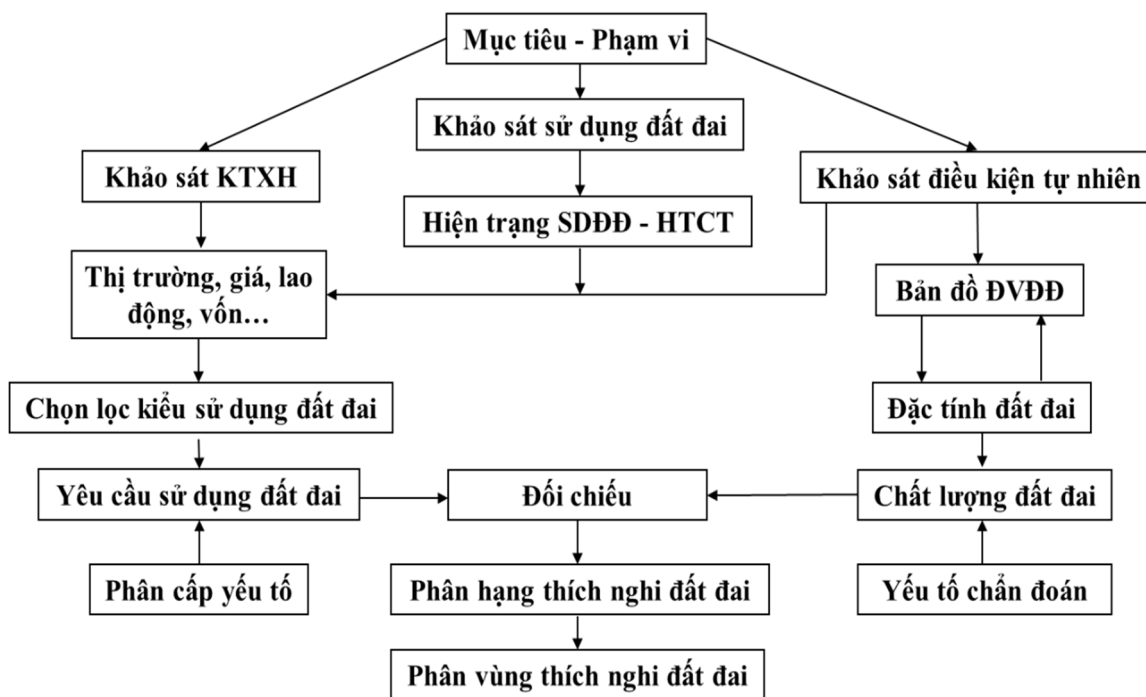 Mục tiêu - Phạm vi
Khảo sát sử dụng đất đai
Khảo sát KTXH
Khảo sát điều kiện tự nhiên
Hiện trạng SDĐĐ - HTCT
Thị trường, giá, lao
động, vốn…
Bản đồ ĐVĐĐ
Chọn lọc kiểu sử dụng đất đai
Đặc tính đất đai
Yêu cầu sử dụng đất đai
Đối chiếu
Chất lượng đất đai
Phân cấp yếu tố
Phân hạng thích nghi đất đai
Yếu tố chẩn đoán
Phân vùng thích nghi đất đai